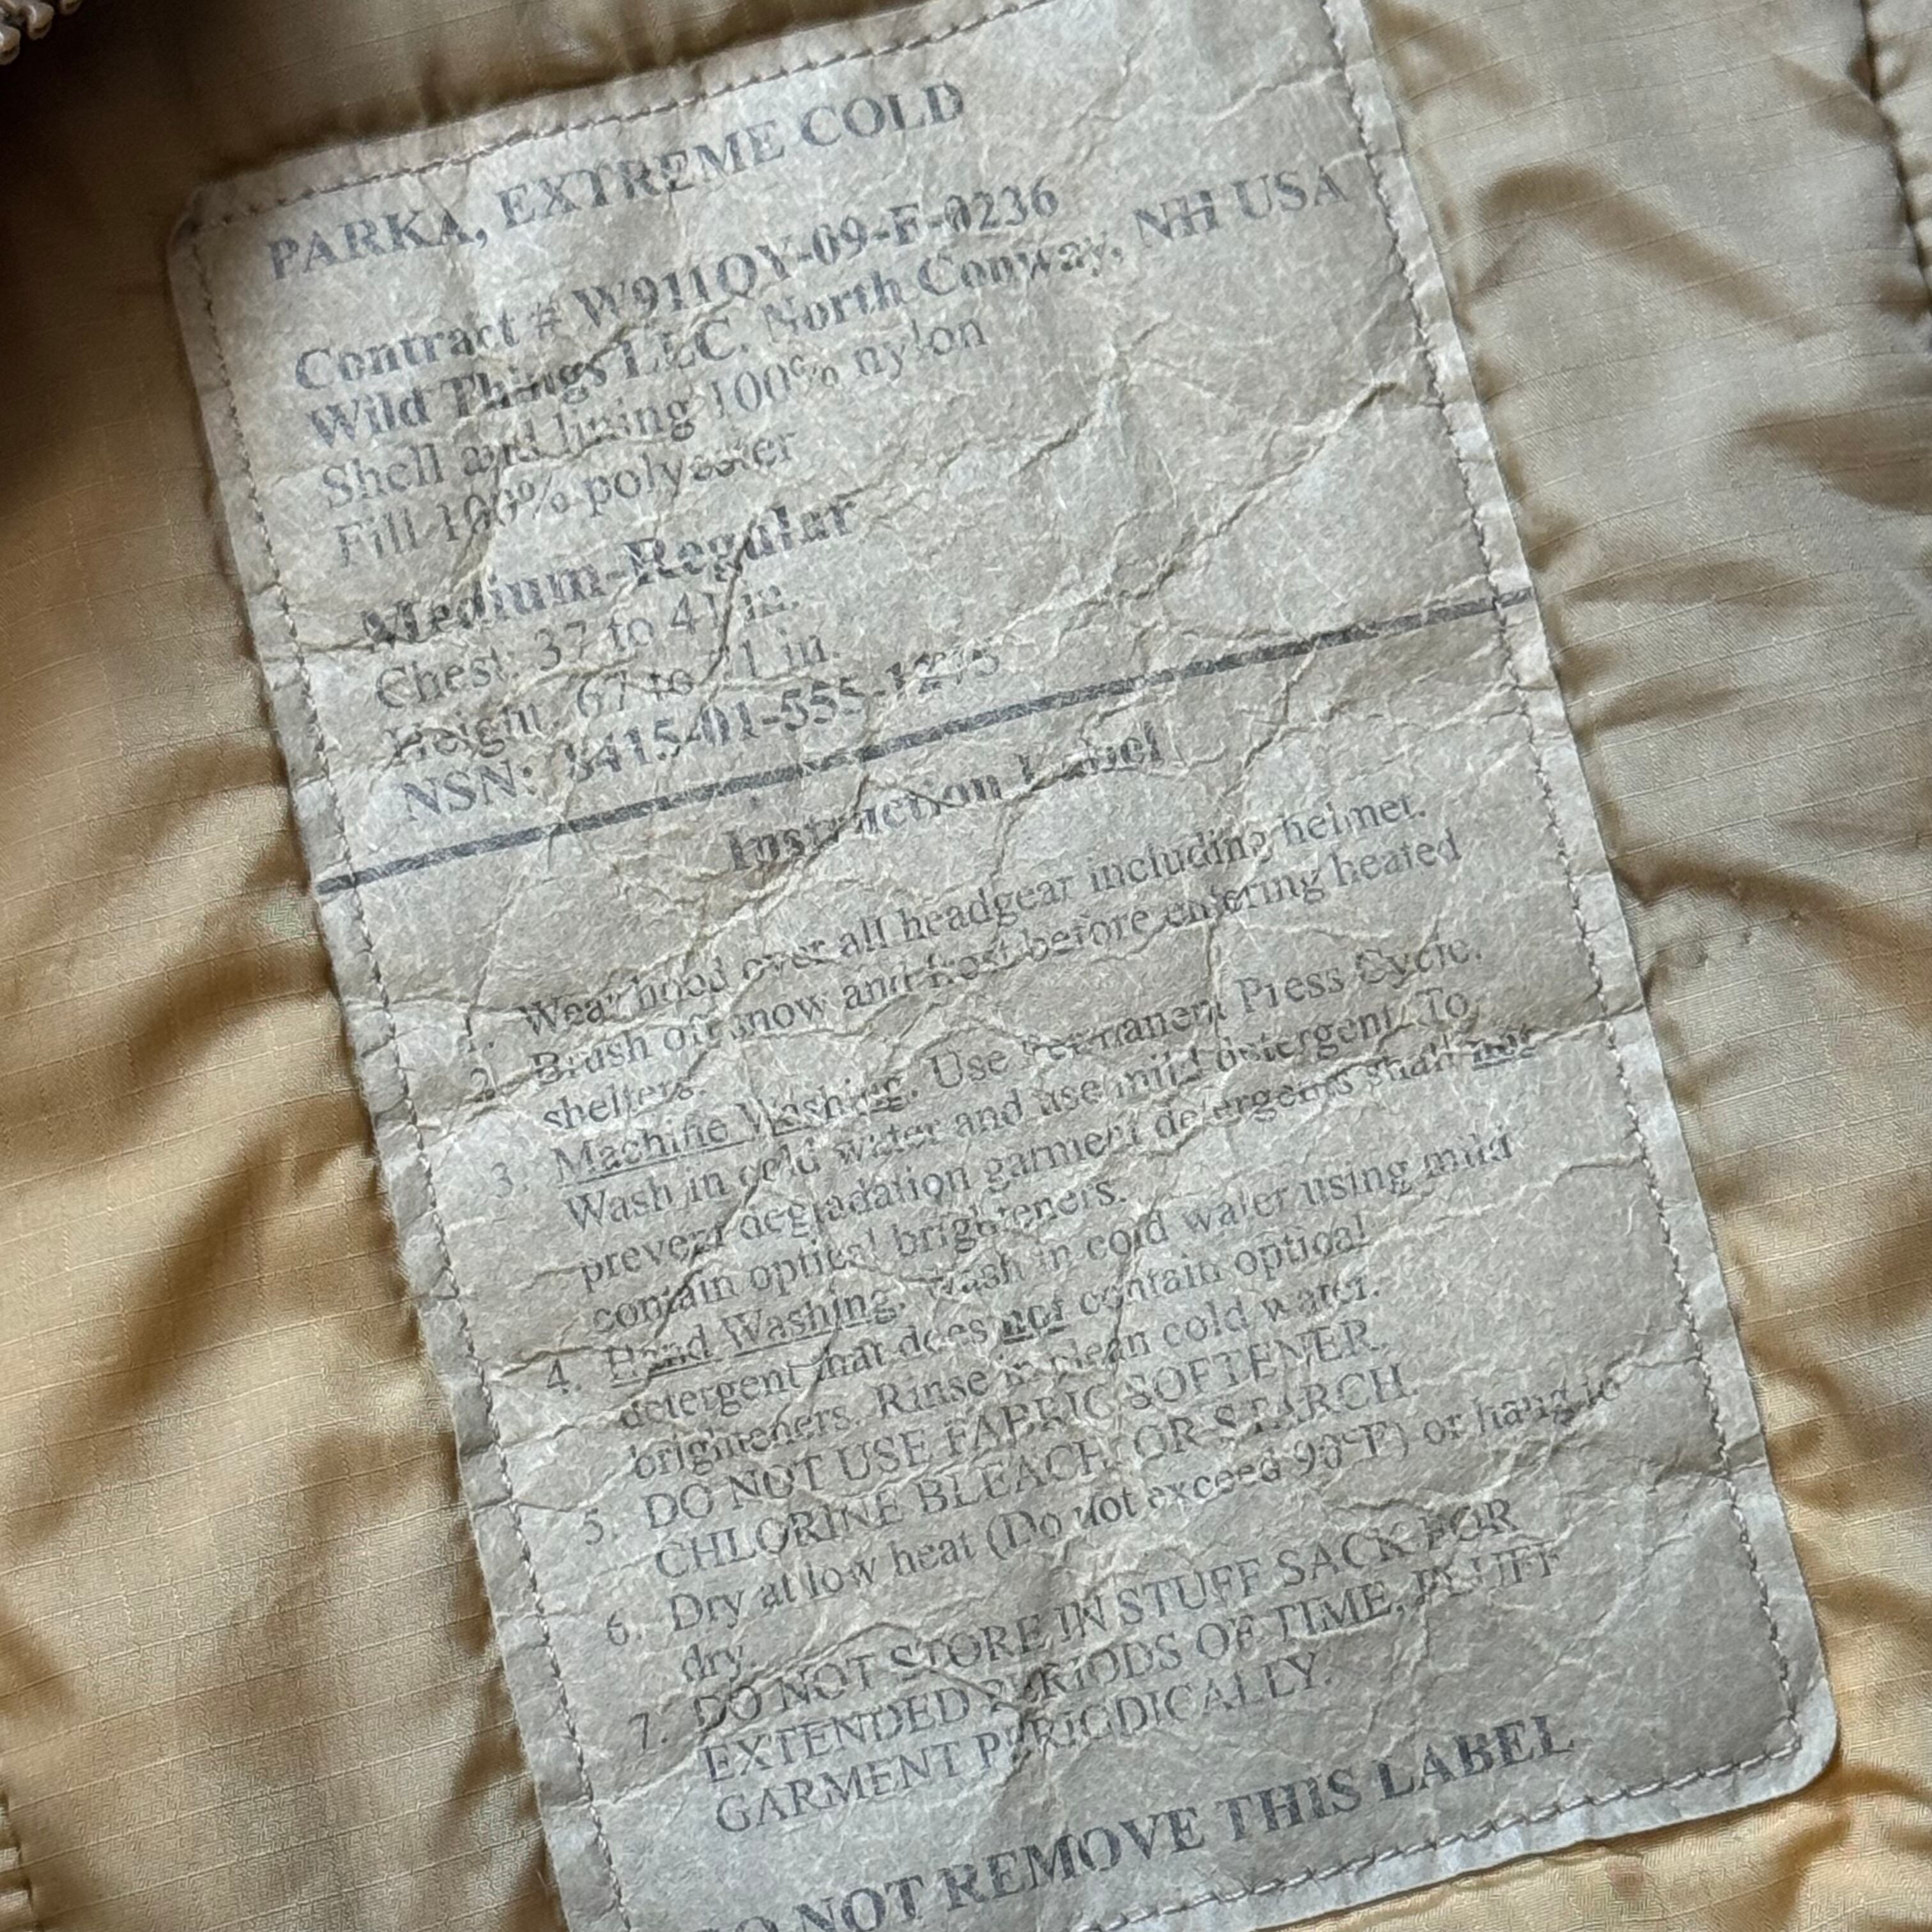 PARKA, EXTREME COLD
Contract # W911QY-09-F-0236
Wild Things LLC. North Conway, NH USA
Shell and lining 100% nylon
Fill 100% polyester
Medium-Regular
Chest: 37 to 41 in.
Height: 67 to 71 in.
NSN: 8415-01-555-1275
Instruction Label
1. Wear hood over all headgear including helmet.
2. Brush off snow and frost before entering heated
shelters.
3. Machine Washing. Use Permanent Press Cycle.
Wash in cold water and use mild detergent. To
prevent degradation garment detergents shall not
contain optical brighteners.
4. Hand Washing. Wash in cold water using mild
detergent that does not contain optical
brighteners. Rinse in clean cold water.
5. DO NOT USE FABRIC SOFTENER,
CHLORINE BLEACH, OR STARCH.
6. Dry at low heat (Do not exceed 90°F) or hang to
dry.
7. DO NOT STORE IN STUFF SACK FOR
EXTENDED PERIODS OF TIME, FLUFF
GARMENT PERIODICALLY.
DO NOT REMOVE THIS LABEL